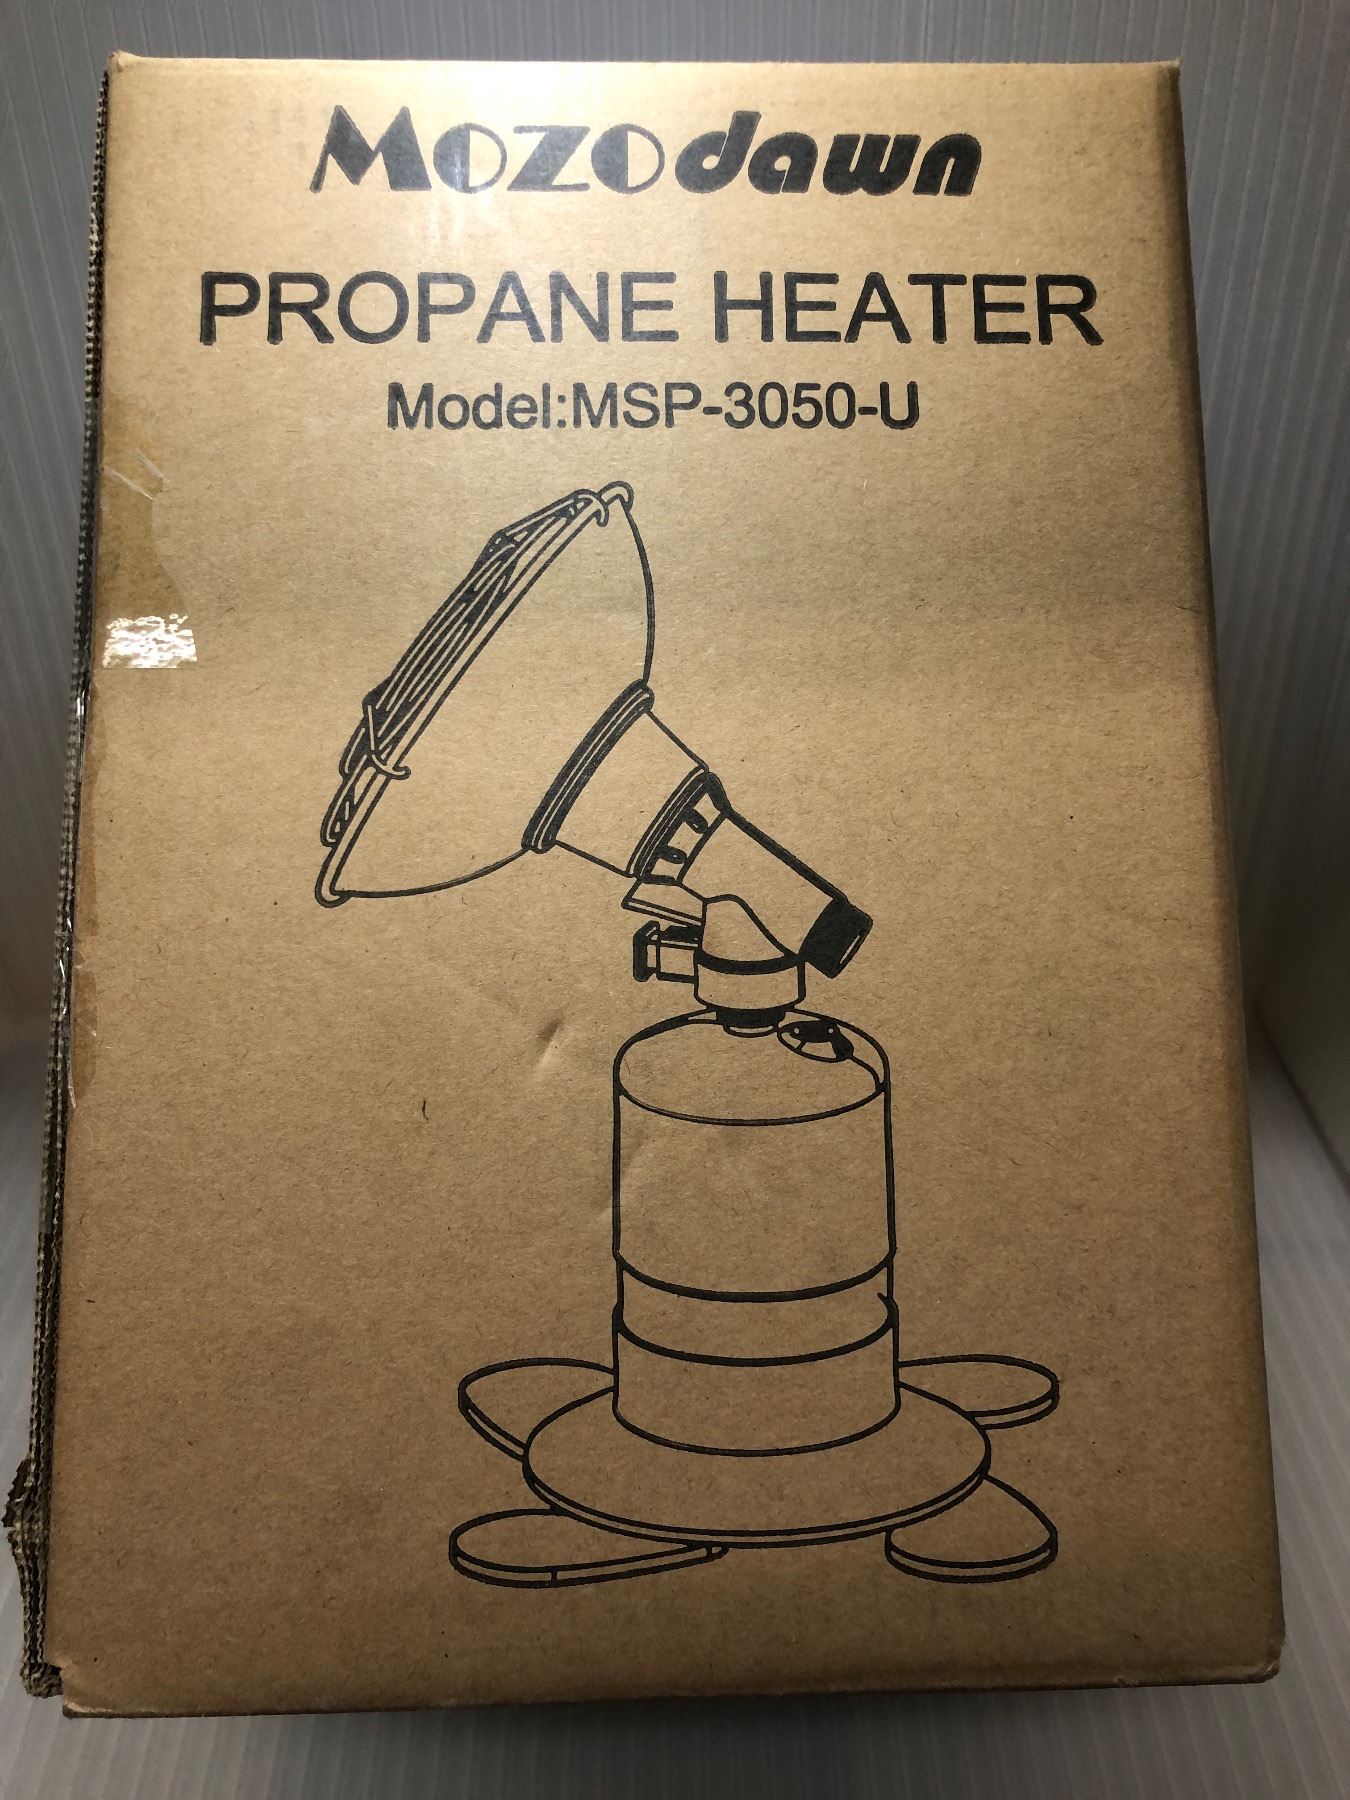 Mozodawn
PROPANE HEATER
Model:MSP-3050-U